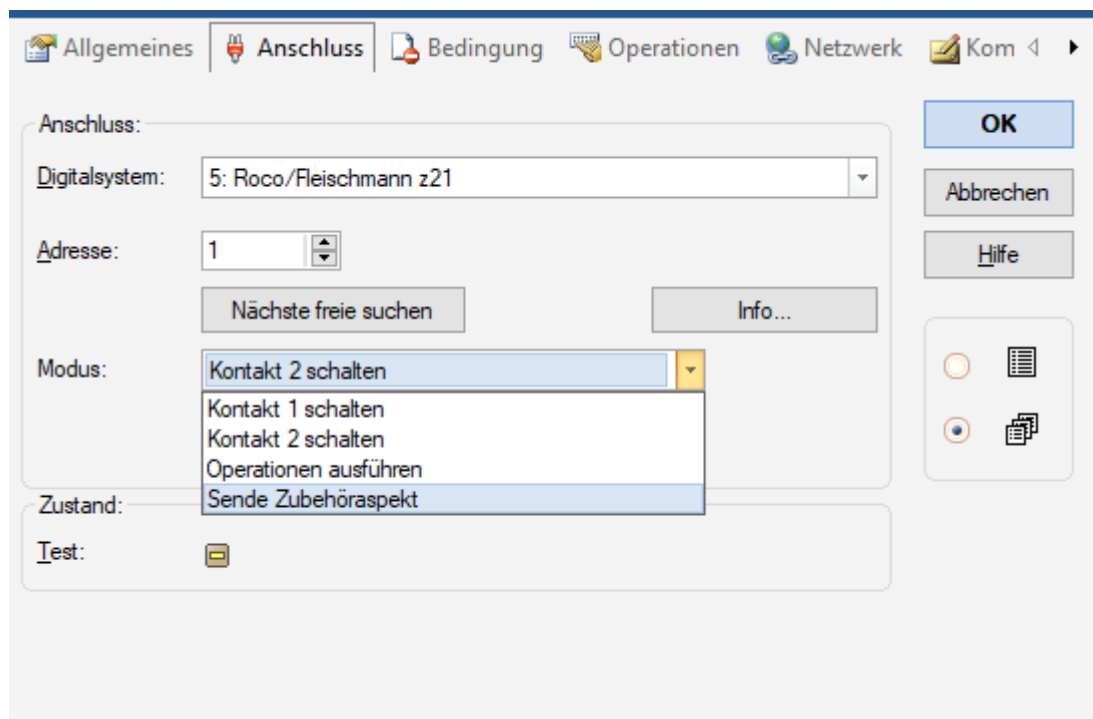 Allgemeines Anschluss Bedingung Operationen Netzwerk Kom
Anschluss:
OK
Digitalsystem: 5: Roco/Fleischmann z21
Abbrechen
Adresse: 1
Hilfe
Nächste freie suchen Info...
Modus: Kontakt 2 schalten
Kontakt 1 schalten
Kontakt 2 schalten
Operationen ausführen
Sende Zubehöraspekt
Zustand:
Test: